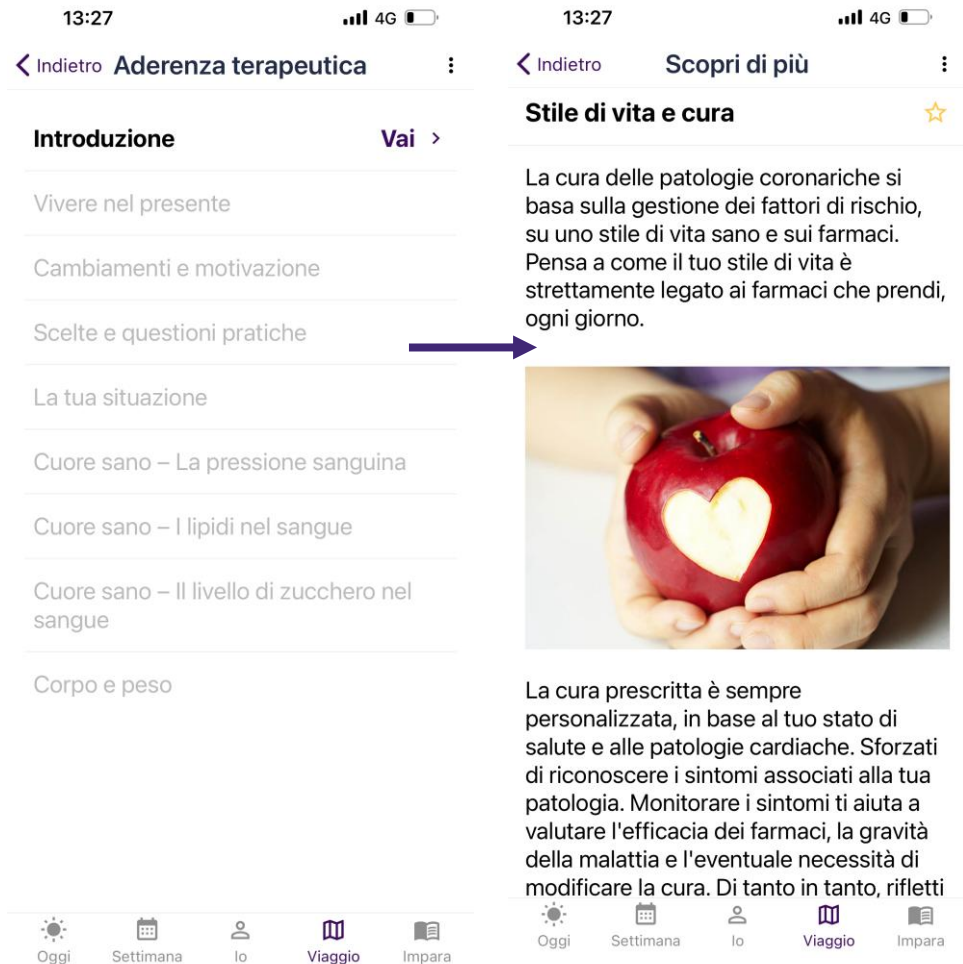 13:27
4G
Indietro Aderenza terapeutica
Introduzione Vai
Vivere nel presente
Cambiamenti e motivazione
Scelte e questioni pratiche
La tua situazione
Cuore sano – La pressione sanguina
Cuore sano – I lipidi nel sangue
Cuore sano – Il livello di zucchero nel
sangue
Corpo e peso
Oggi Settimana Io Viaggio Impara
13:27
4G
Indietro Scopri di più
Stile di vita e cura
La cura delle patologie coronariche si
basa sulla gestione dei fattori di rischio,
su uno stile di vita sano e sui farmaci.
Pensa a come il tuo stile di vita è
strettamente legato ai farmaci che prendi,
ogni giorno.
La cura prescritta è sempre
personalizzata, in base al tuo stato di
salute e alle patologie cardiache. Sforzati
di riconoscere i sintomi associati alla tua
patologia. Monitorare i sintomi ti aiuta a
valutare l'efficacia dei farmaci, la gravità
della malattia e l'eventuale necessità di
modificare la cura. Di tanto in tanto, rifletti
Oggi Settimana Io Viaggio Impara